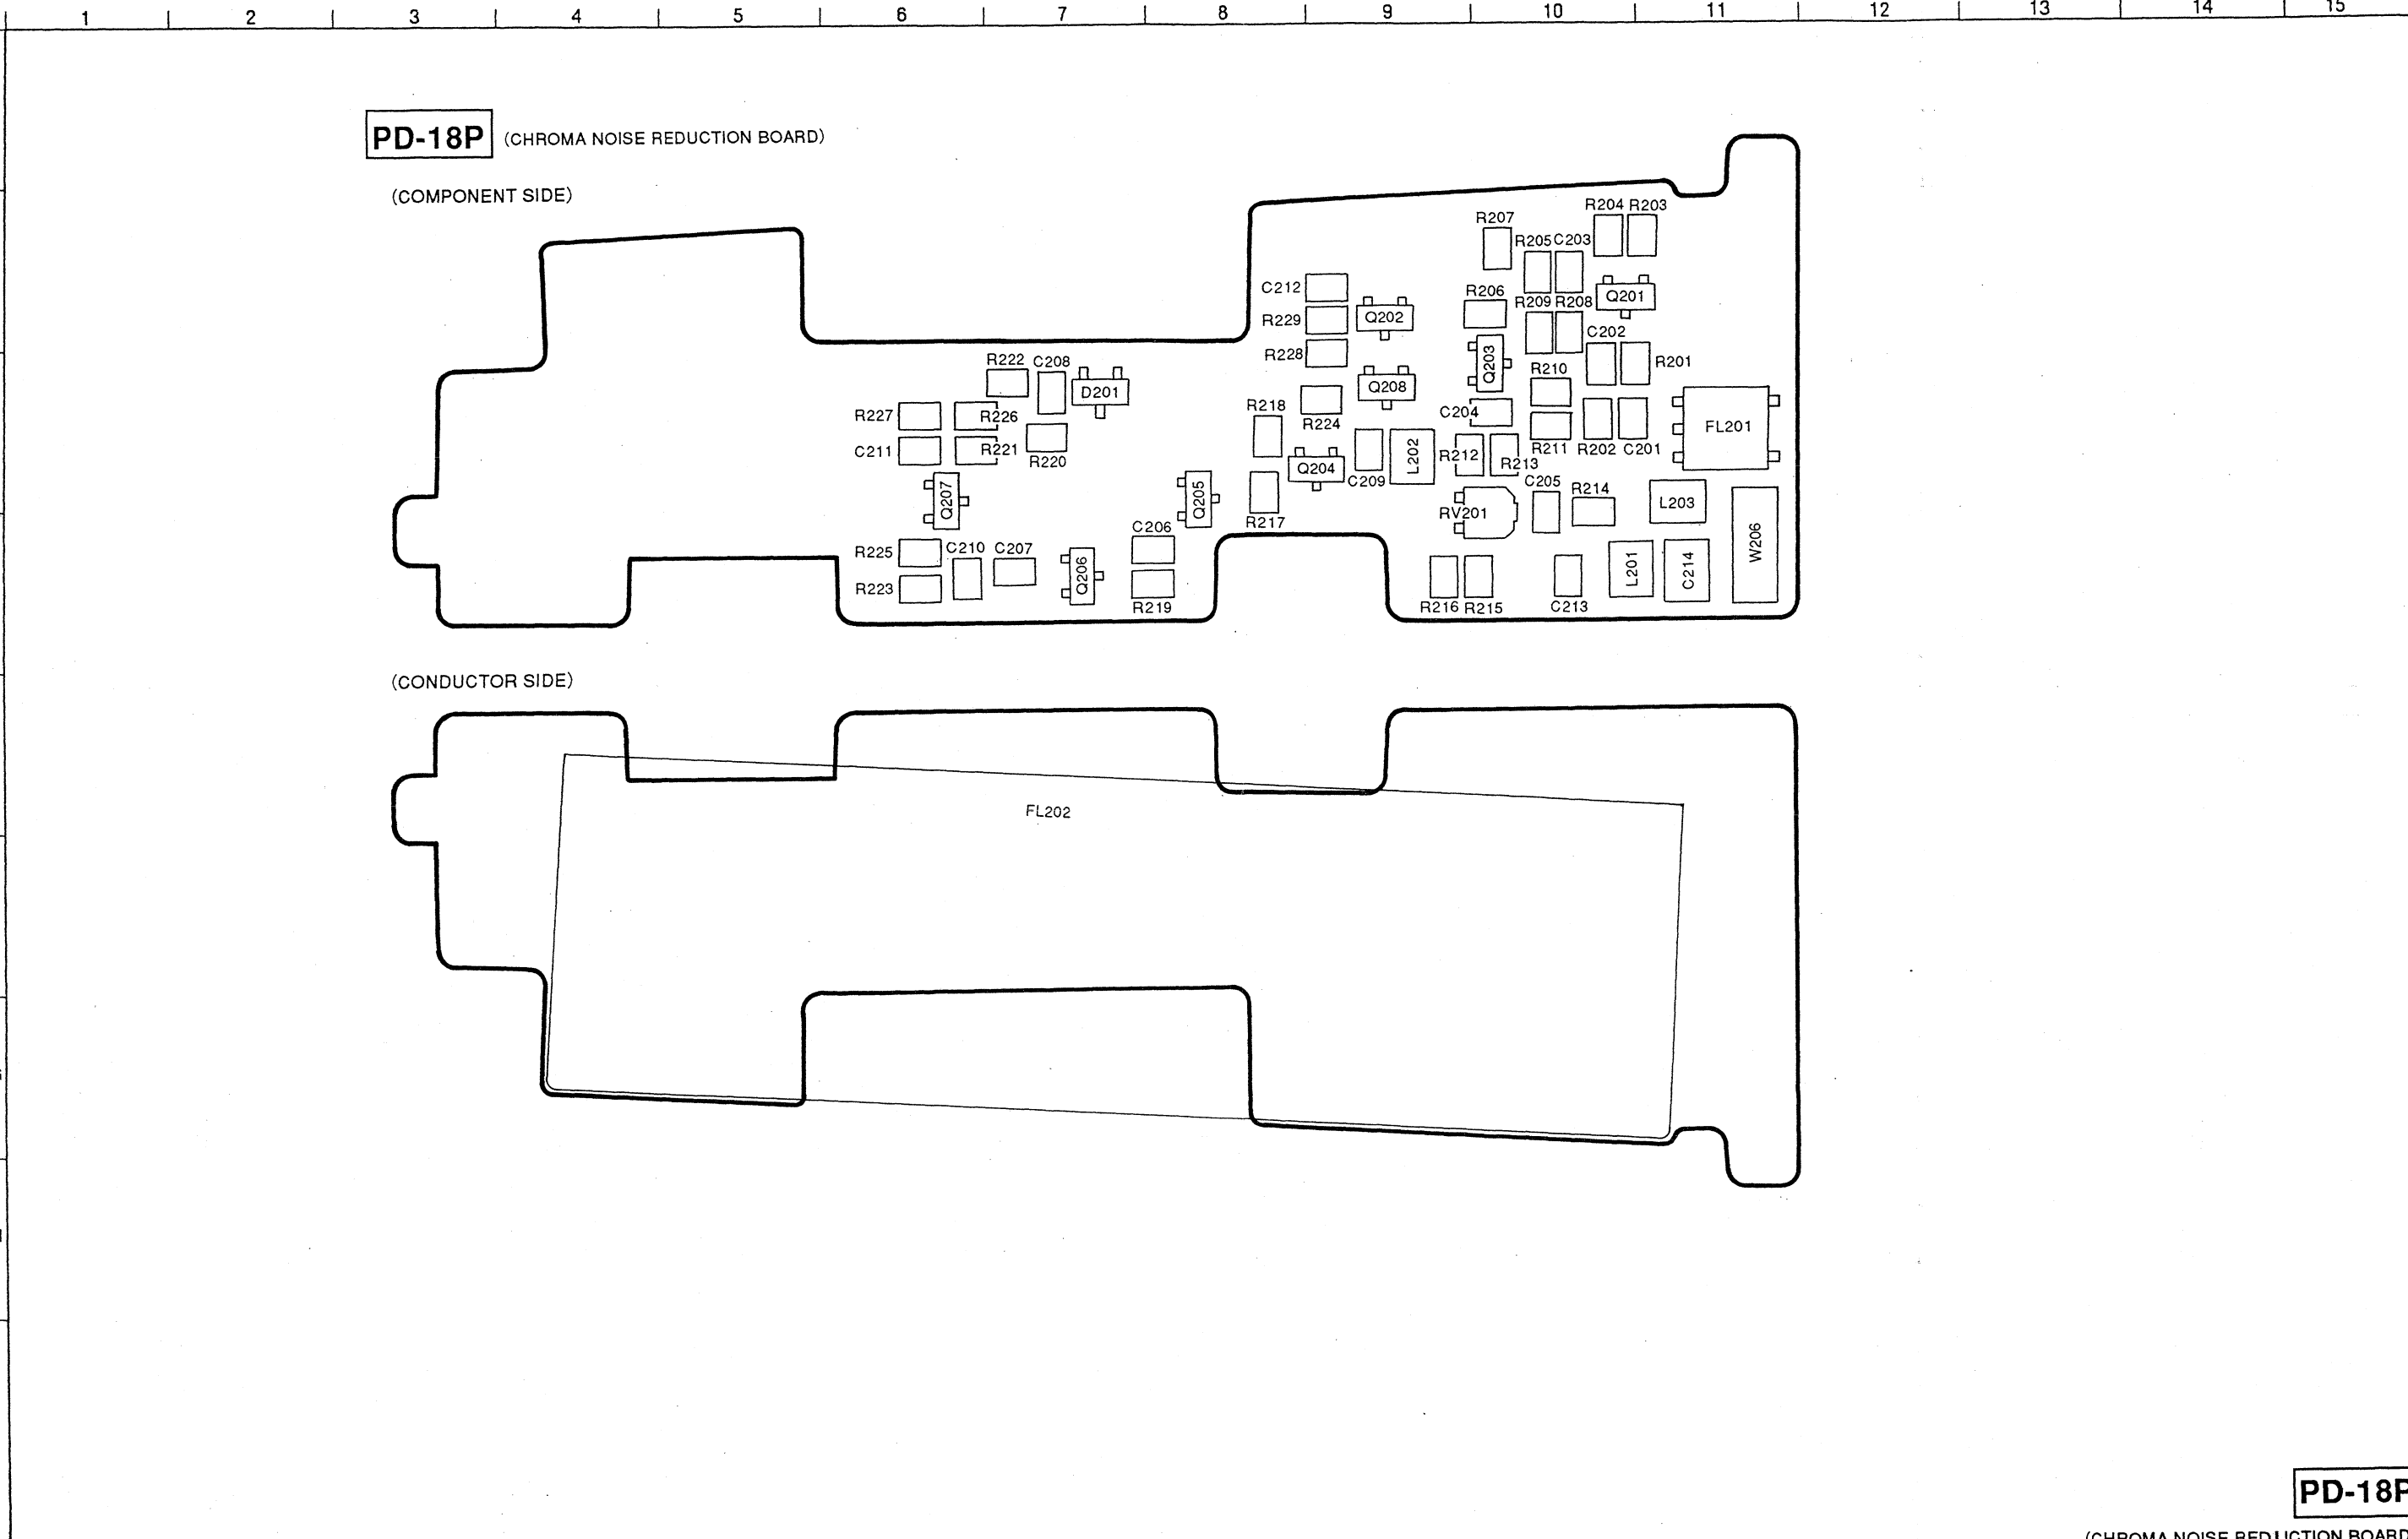 1 2 3 4 5 6 7 8 9 10 11 12 13 14 15
PD-18P (CHROMA NOISE REDUCTION BOARD)
(COMPONENT SIDE)
R204 R203
R207
R205 C203
C212
R206
R209 R208 Q201
R229 Q202
C202
R228
Q203
R201
R222 C208
R210
D201
Q208
R227 R226
R218
C204
R224
FL201
C211 R221
R220
L202
R212
R211 R202 C201
R213
Q204
C209
C205 R214
Q207
Q205
L203
RV201
R217
C206
W206
R225 C210 C207
L201
C214
Q206
R223
R219
R216 R215
C213
(CONDUCTOR SIDE)
FL202
PD-18P
(CHROMA NOISE REDUCTION BOARD